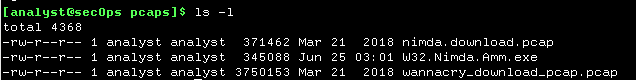 [analyst@secOps pcaps]$ ls -l
total 4368
-rw-r--r-- 1 analyst analyst  371462 Mar 21  2018 nimda.download.pcap
-rw-r--r-- 1 analyst analyst  345088 Jun 25 03:01 W32.Nimda.Amm.exe
-rw-r--r-- 1 analyst analyst 3750153 Mar 21  2018 wannacry_download_pcap.pcap